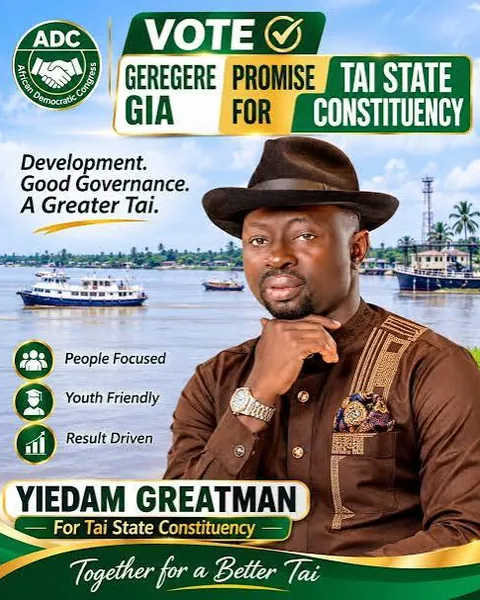 ADC
African Democratic Congress
VOTE
GEREGERE GIA
PROMISE FOR
TAI STATE CONSTITUENCY
Development.
Good Governance.
A Greater Tai.
People Focused
Youth Friendly
Result Driven
YIEDAM GREATMAN
For Tai State Constituency
Together for a Better Tai